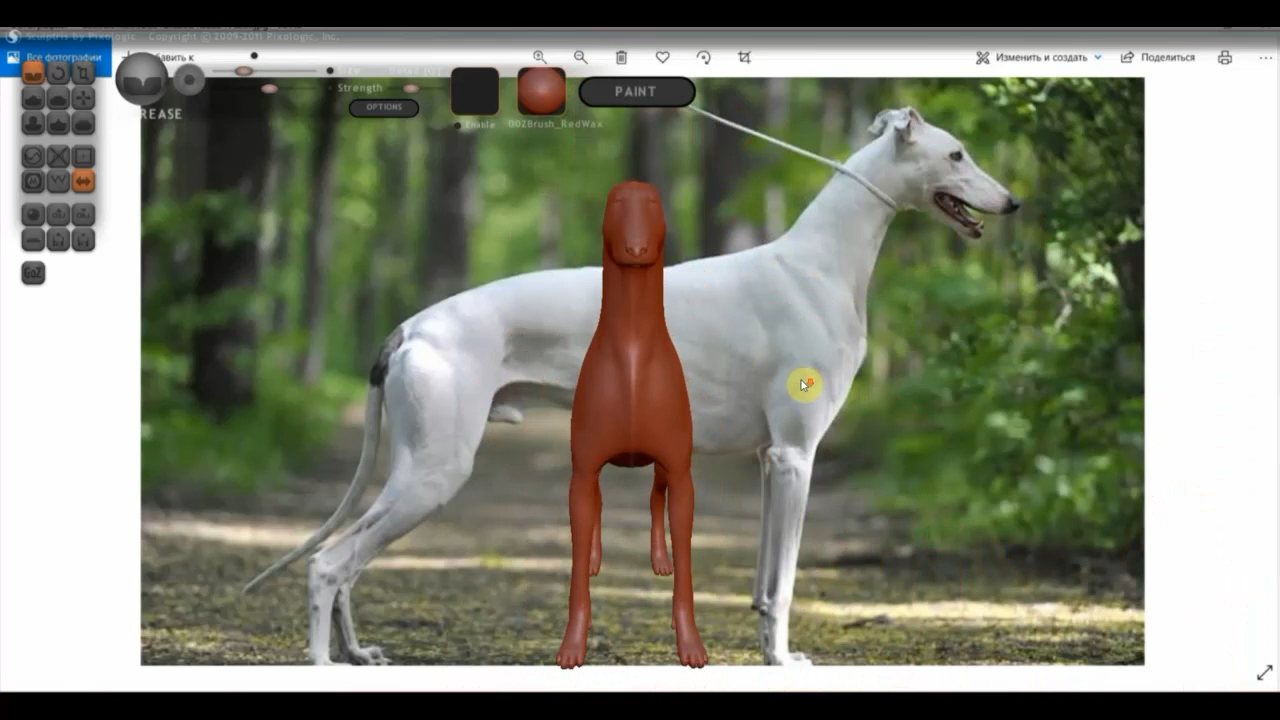 Sculptris by Pixologic Copyright © 2009-2011 Pixologic, Inc.
Все фотографии
Изменить и создать
Поделиться
Strength
OPTIONS
Enable
002Brush_RedWax
PAINT
REASE
GoZ